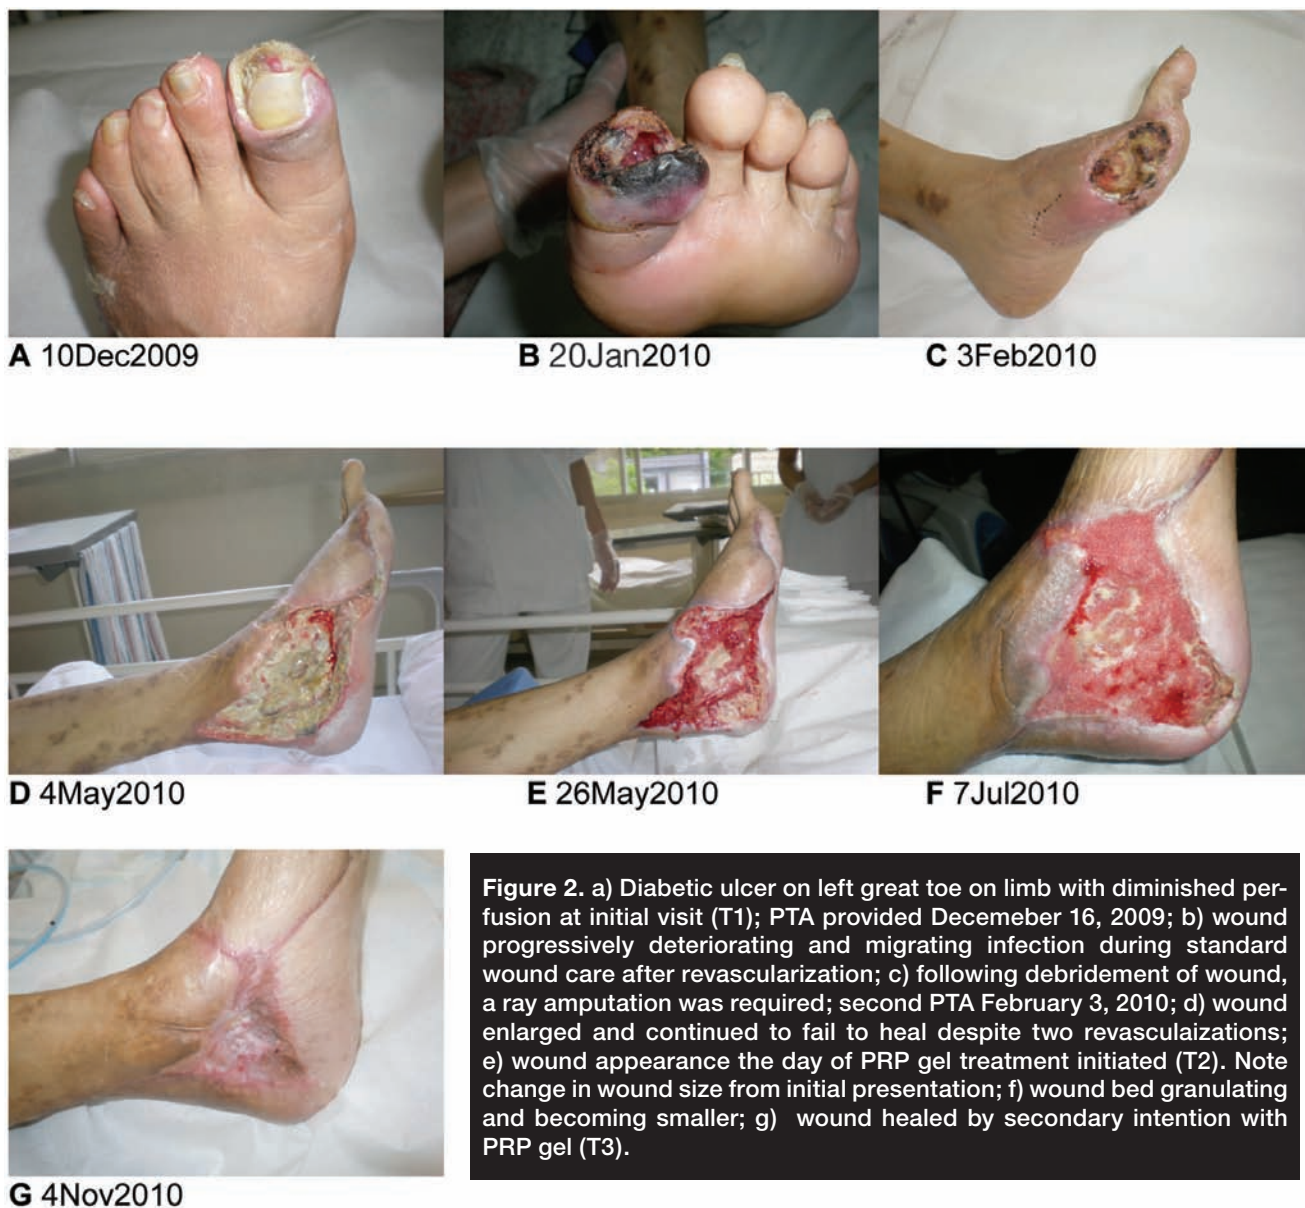 A 10Dec2009
B 20Jan2010
C 3Feb2010
D 4May2010
E 26May2010
F 7Jul2010
G 4Nov2010
Figure 2. a) Diabetic ulcer on left great toe on limb with diminished per-
fusion at initial visit (T1); PTA provided Decemeber 16, 2009; b) wound
progressively deteriorating and migrating infection during standard
wound care after revascularization; c) following debridement of wound,
a ray amputation was required; second PTA February 3, 2010; d) wound
enlarged and continued to fail to heal despite two revasculaizations;
e) wound appearance the day of PRP gel treatment initiated (T2). Note
change in wound size from initial presentation; f) wound bed granulating
and becoming smaller; g) wound healed by secondary intention with
PRP gel (T3).